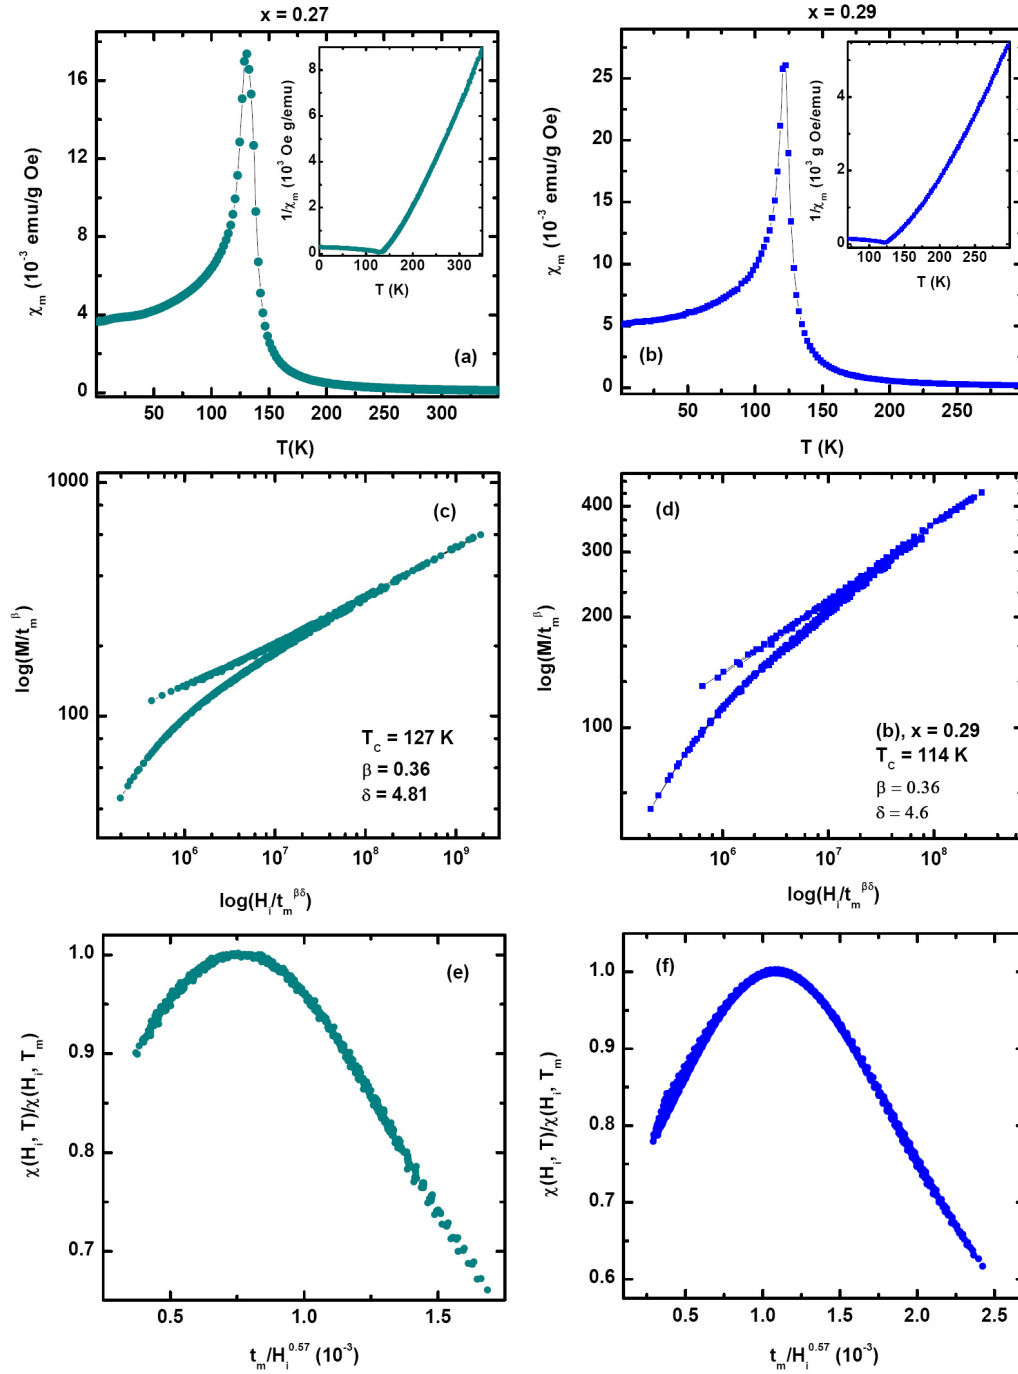 x = 0.27
x = 0.29
χm (10-3 emu/g Oe)
16
12
8
4
0
50 100 150 200 250 300
T(K)
(a)
1/χm (10³ Oe g/emu)
8
6
4
2
0
0 100 200 300
T (K)
χm (10-3 emu/g Oe)
25
20
15
10
5
0
50 100 150 200 250
T (K)
(b)
1/χm (10³ g Oe/emu)
4
2
0
100 150 200 250
T (K)
log(M/tmβ)
1000
100
(c)
TC = 127 K
β = 0.36
δ = 4.81
10⁶ 10⁷ 10⁸ 10⁹
log(Hi/tmβδ)
log(M/tmβ)
400
300
200
100
(d)
(b), x = 0.29
TC = 114 K
β = 0.36
δ = 4.6
10⁶ 10⁷ 10⁸
log(Hi/tmβδ)
χ(Hi, T)/χ(Hi, Tm)
1.0
0.9
0.8
0.7
(e)
0.5 1.0 1.5
tm/Hi0.57 (10-3)
χ(Hi, T)/χ(Hi, Tm)
1.0
0.9
0.8
0.7
0.6
(f)
0.5 1.0 1.5 2.0 2.5
tm/Hi0.57 (10-3)